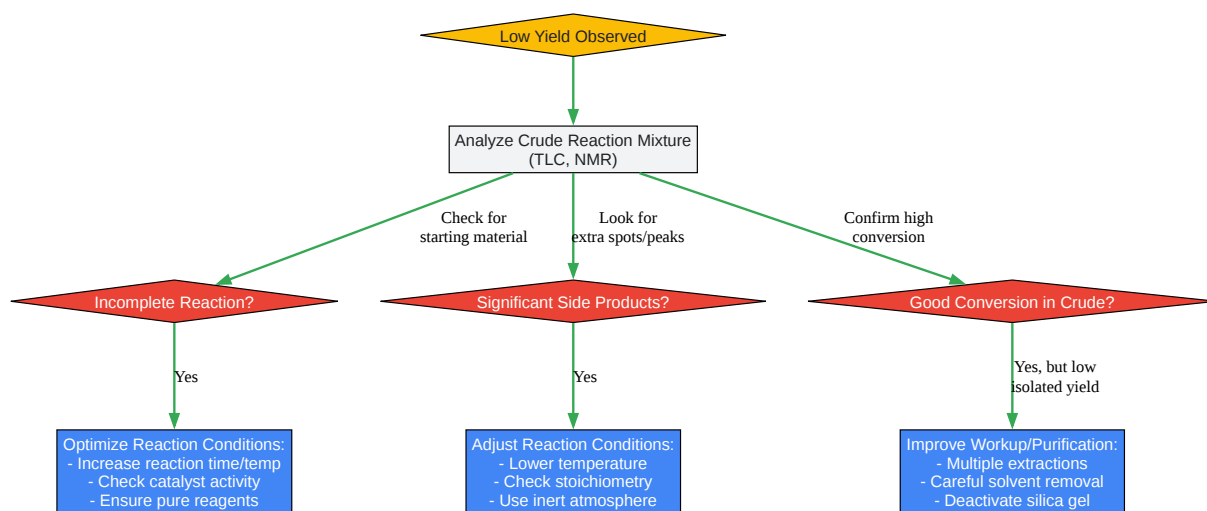 Low Yield Observed
Analyze Crude Reaction Mixture
(TLC, NMR)
Check for
starting material
Look for
extra spots/peaks
Confirm high
conversion
Incomplete Reaction?
Significant Side Products?
Good Conversion in Crude?
Yes
Yes
Yes, but low
isolated yield
Optimize Reaction Conditions:
- Increase reaction time/temp
- Check catalyst activity
- Ensure pure reagents
Adjust Reaction Conditions:
- Lower temperature
- Check stoichiometry
- Use inert atmosphere
Improve Workup/Purification:
- Multiple extractions
- Careful solvent removal
- Deactivate silica gel